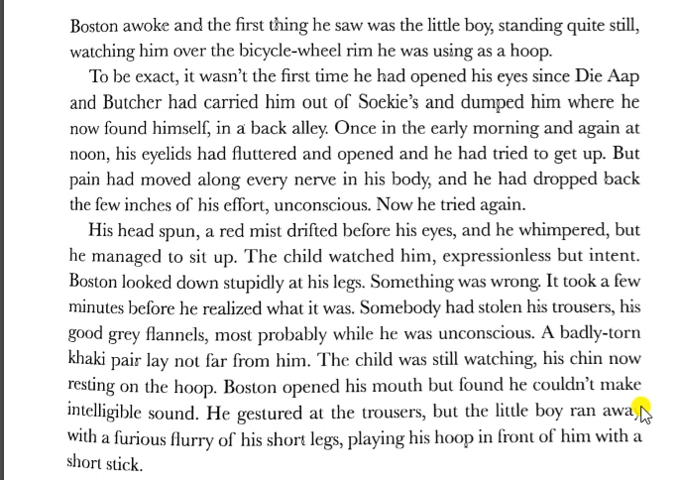 Boston awoke and the first thing he saw was the little boy, standing quite still,
watching him over the bicycle-wheel rim he was using as a hoop.
To be exact, it wasn't the first time he had opened his eyes since Die Aap
and Butcher had carried him out of Soekie's and dumped him where he
now found himself, in a back alley. Once in the early morning and again at
noon, his eyelids had fluttered and opened and he had tried to get up. But
pain had moved along every nerve in his body, and he had dropped back
the few inches of his effort, unconscious. Now he tried again.
His head spun, a red mist drifted before his eyes, and he whimpered, but
he managed to sit up. The child watched him, expressionless but intent.
Boston looked down stupidly at his legs. Something was wrong. It took a few
minutes before he realized what it was. Somebody had stolen his trousers, his
good grey flannels, most probably while he was unconscious. A badly-torn
khaki pair lay not far from him. The child was still watching, his chin now
resting on the hoop. Boston opened his mouth but found he couldn't make
intelligible sound. He gestured at the trousers, but the little boy ran away
with a furious flurry of his short legs, playing his hoop in front of him with a
short stick.